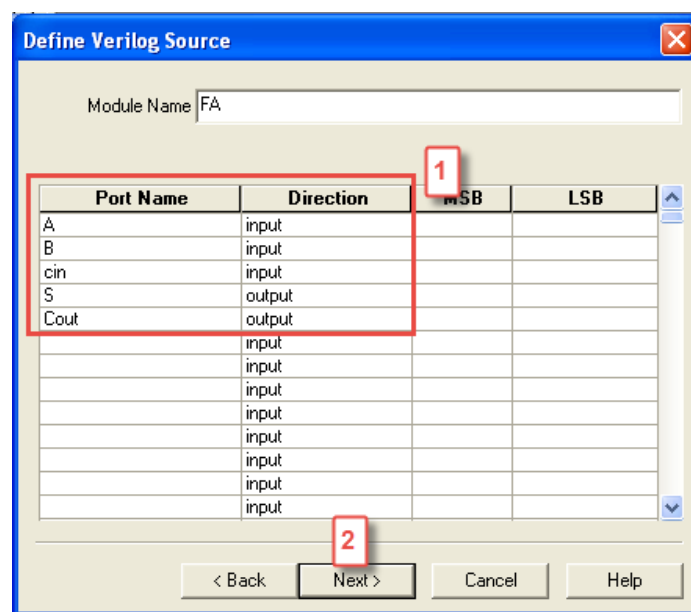 Define Verilog Source
Module Name FA
1
Port Name Direction MSB LSB
A input
B input
cin input
S output
Cout output
input
input
input
input
input
input
input
input
2
< Back Next > Cancel Help